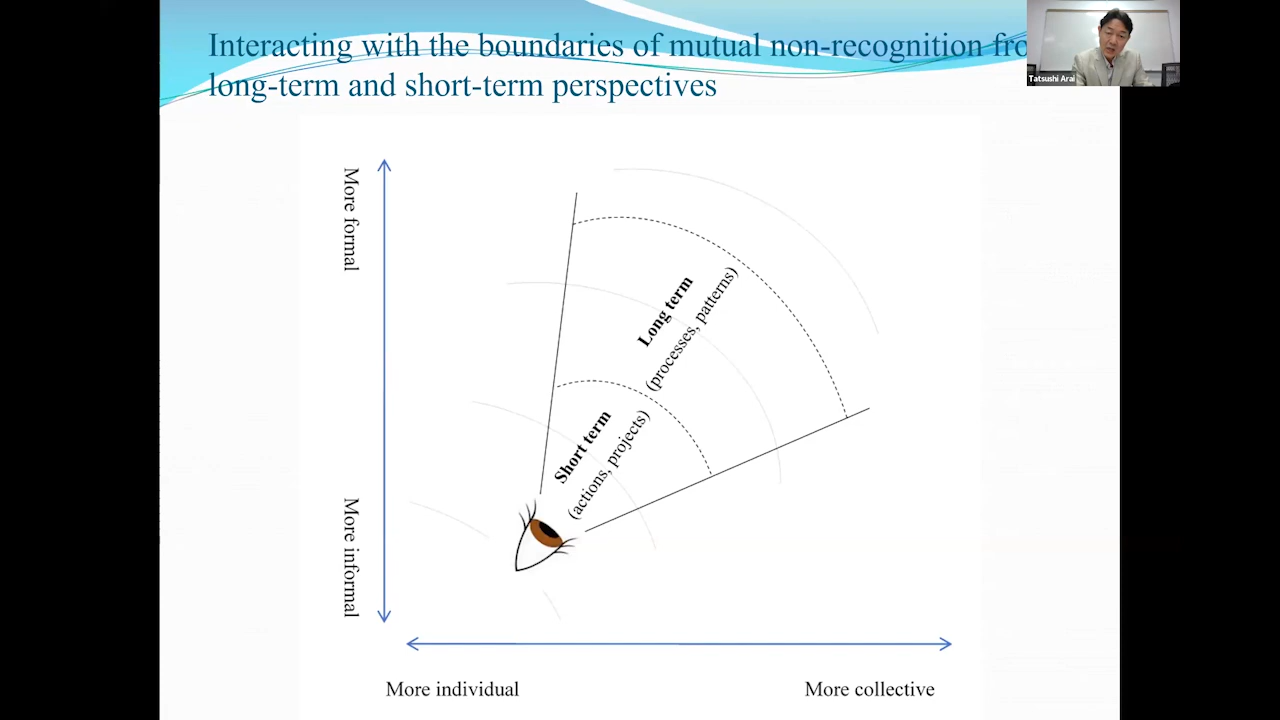 Interacting with the boundaries of mutual non-recognition fro
long-term and short-term perspectives
Tatsushi Arai
More formal
Long term
(processes, patterns)
Short term
(actions, projects)
More informal
More individual
More collective